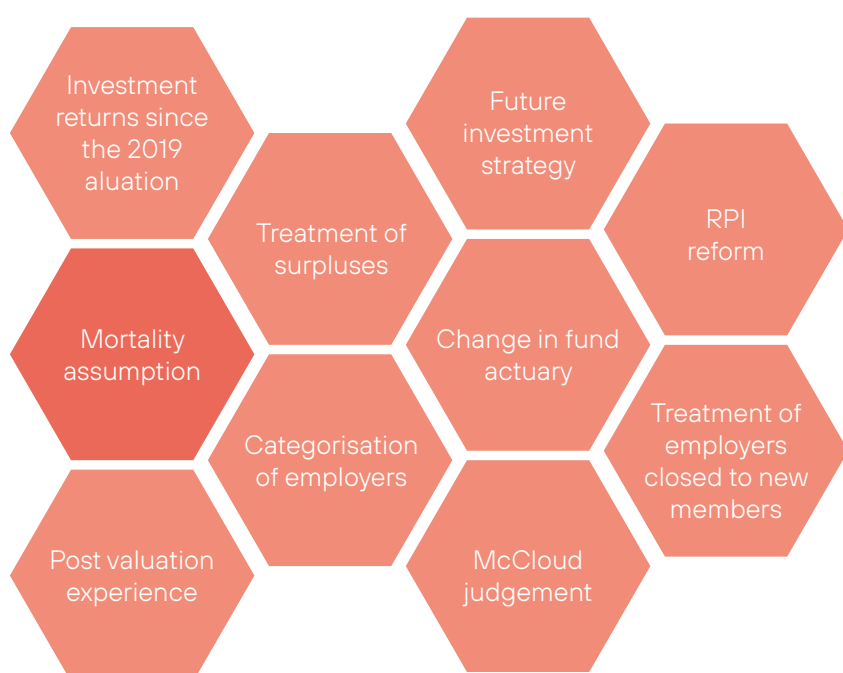 Investment
returns since
the 2019
aluation
Future
investment
strategy
Treatment of
surpluses
RPI
reform
Mortality
assumption
Change in fund
actuary
Categorisation
of employers
Treatment of
employers
closed to new
members
Post valuation
experience
McCloud
judgement